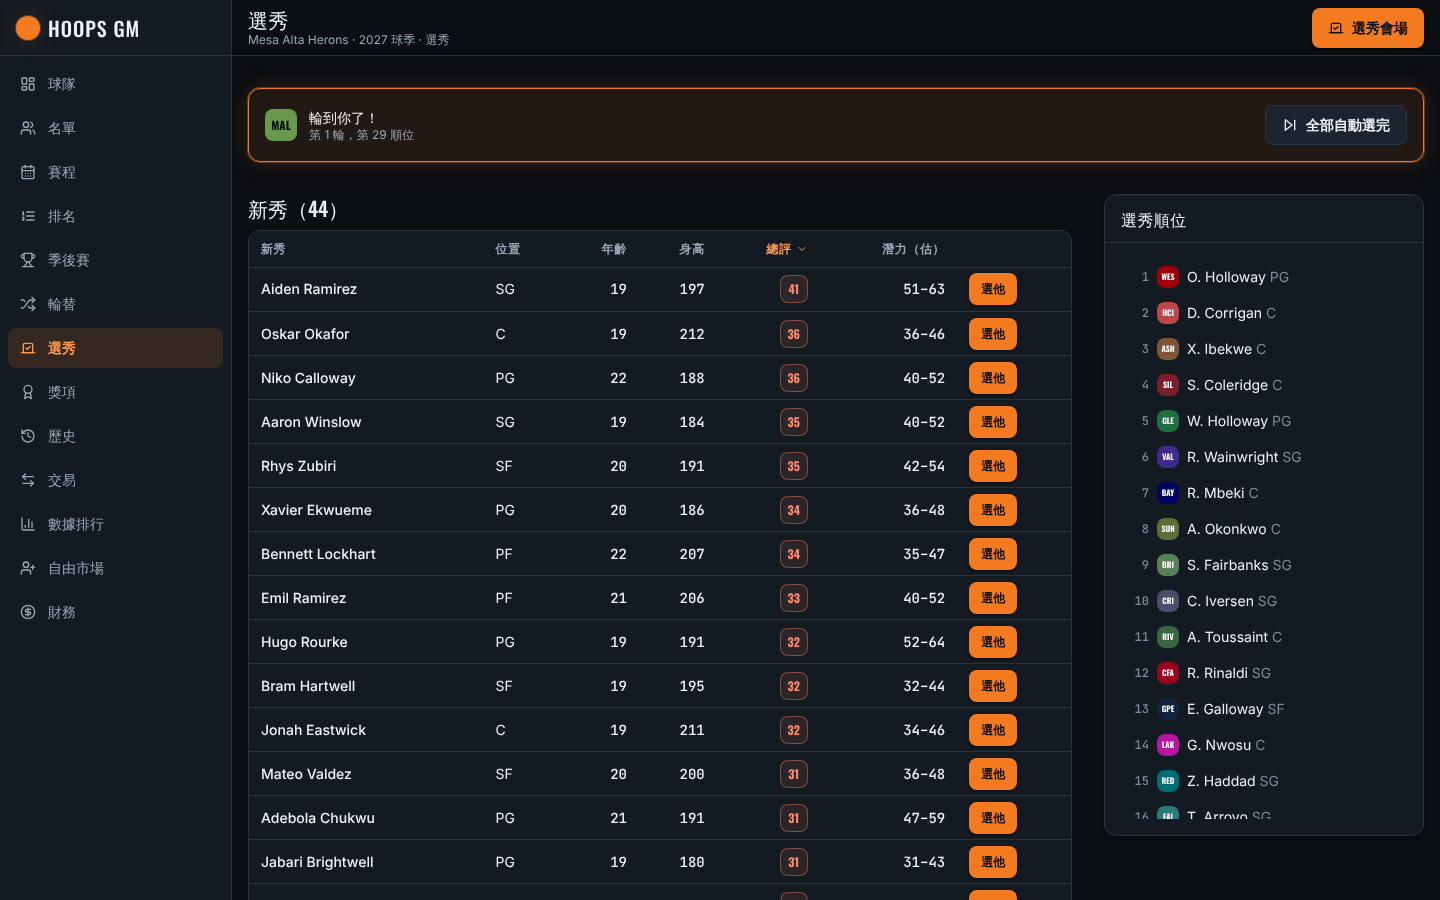 HOOPS GM
球隊
名單
賽程
排名
季後賽
輪替
選秀
獎項
歷史
交易
數據排行
自由市場
財務
選秀
Mesa Alta Herons · 2027 球季 · 選秀
選秀會場
MAL
輪到你了！
第 1 輪，第 29 順位
全部自動選完
新秀（44）
新秀 位置 年齡 身高 總評 潛力（估）
Aiden Ramirez SG 19 197 41 51–63 選他
Oskar Okafor C 19 212 36 36–46 選他
Niko Calloway PG 22 188 36 40–52 選他
Aaron Winslow SG 19 184 35 40–52 選他
Rhys Zubiri SF 20 191 35 42–54 選他
Xavier Ekwueme PG 20 186 34 36–48 選他
Bennett Lockhart PF 22 207 34 35–47 選他
Emil Ramirez PF 21 206 33 40–52 選他
Hugo Rourke PG 19 191 32 52–64 選他
Bram Hartwell SF 19 195 32 32–44 選他
Jonah Eastwick C 19 211 32 34–46 選他
Mateo Valdez SF 20 200 31 36–48 選他
Adebola Chukwu PG 21 191 31 47–59 選他
Jabari Brightwell PG 19 180 31 31–43 選他
選秀順位
1 WES O. Holloway PG
2 HCI D. Corrigan C
3 ASH X. Ibekwe C
4 SIL S. Coleridge C
5 GLE W. Holloway PG
6 VAL R. Wainwright SG
7 BAY R. Mbeki C
8 SUN A. Okonkwo C
9 BRI S. Fairbanks SG
10 CRI C. Iversen SG
11 RIV A. Toussaint C
12 CFA R. Rinaldi SG
13 GPE E. Galloway SF
14 LAK G. Nwosu C
15 RED Z. Haddad SG
16 FAI T. Arroyo SG